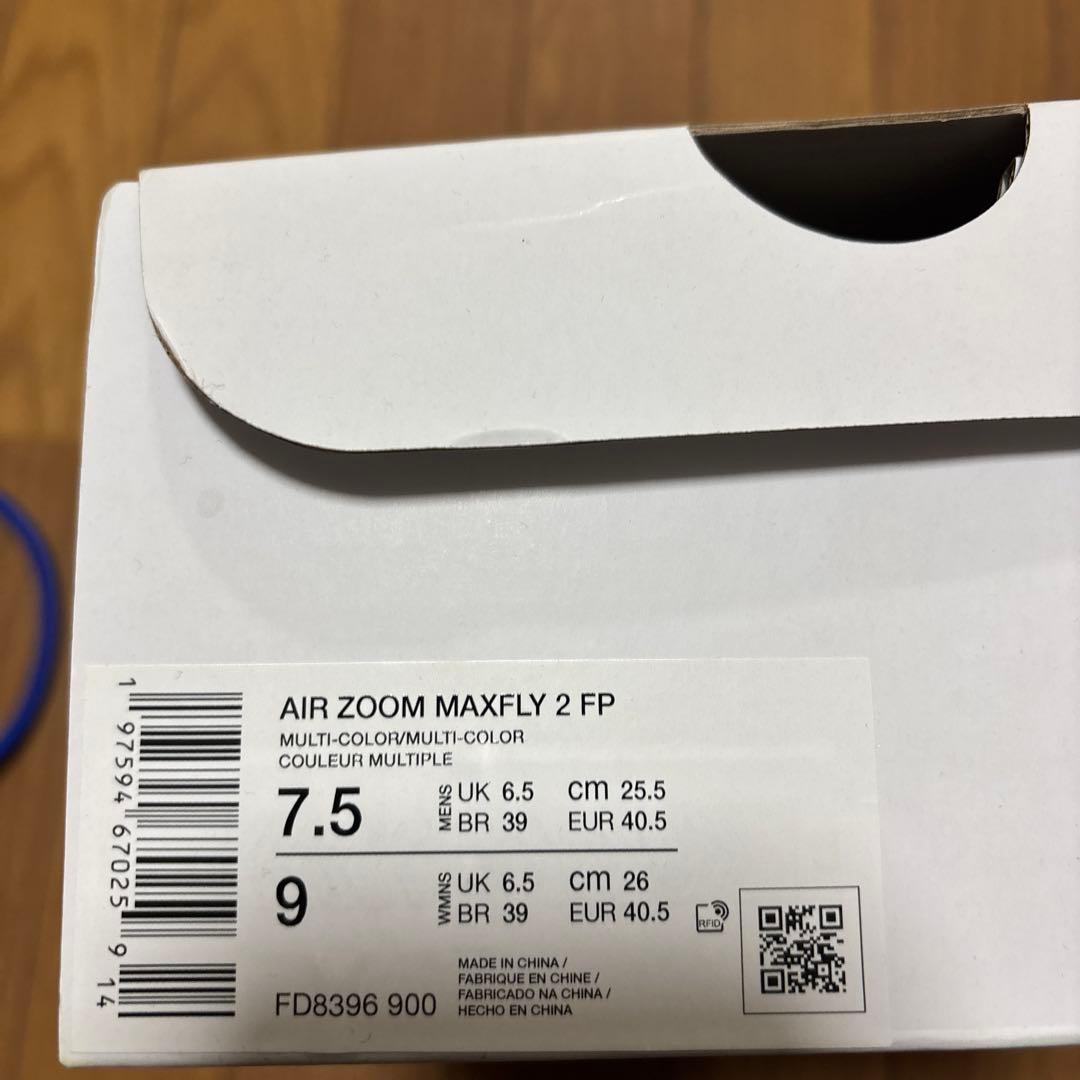 AIR ZOOM MAXFLY 2 FP
MULTI-COLOR/MULTI-COLOR
COULEUR MULTIPLE
7.5 MENS UK 6.5 cm 25.5
BR 39 EUR 40.5
9 WMNS UK 6.5 cm 26
BR 39 EUR 40.5
RFID
MADE IN CHINA /
FABRIQUE EN CHINE /
FABRICADO NA CHINA /
HECHO EN CHINA
FD8396 900
1 97594 67025 9 14